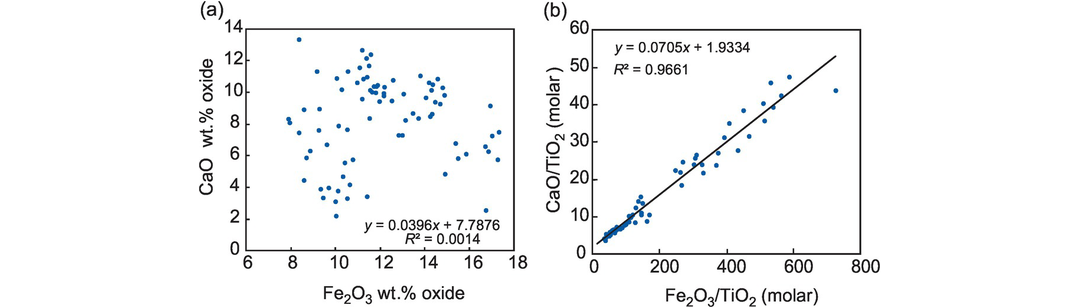 (a)
14
12
10
8
6
4
2
0
CaO wt.% oxide
y = 0.0396x + 7.7876
R² = 0.0014
6 8 10 12 14 16 18
Fe₂O₃ wt.% oxide
(b)
60
50
40
30
20
10
0
CaO/TiO₂ (molar)
y = 0.0705x + 1.9334
R² = 0.9661
0 200 400 600 800
Fe₂O₃/TiO₂ (molar)